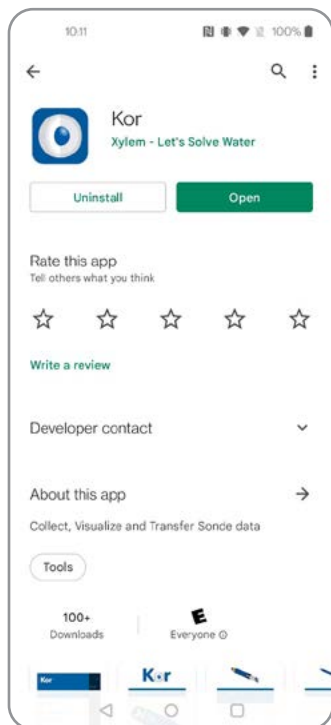 10:11
100%
Kor
Xylem - Let's Solve Water
Uninstall
Open
Rate this app
Tell others what you think
Write a review
Developer contact
About this app
Collect, Visualize and Transfer Sonde data
Tools
100+
Downloads
E
Everyone
Kor
Kor